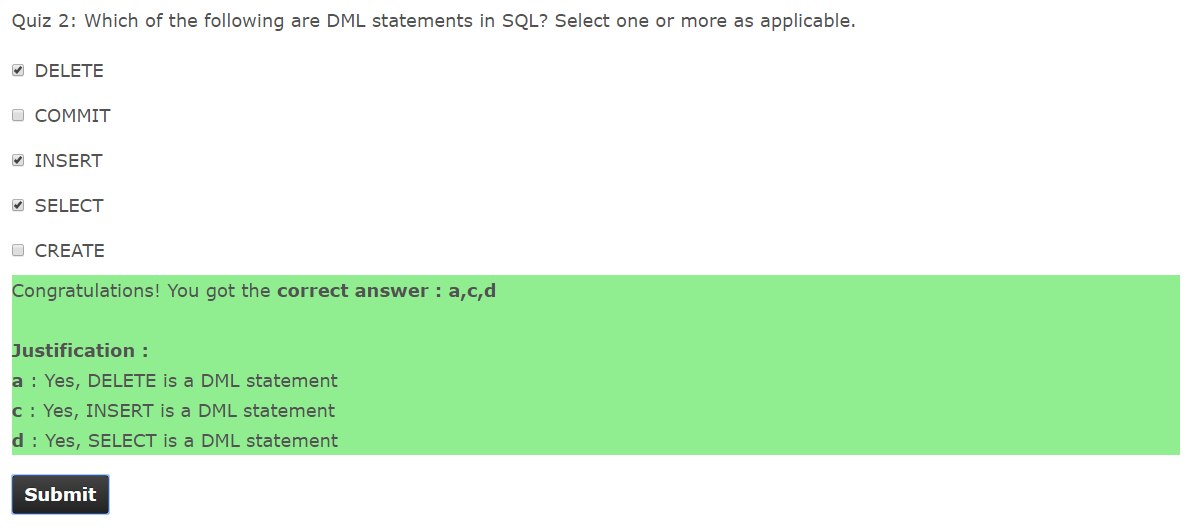 Quiz 2: Which of the following are DML statements in SQL? Select one or more as applicable.
DELETE
COMMIT
INSERT
SELECT
CREATE
Congratulations! You got the correct answer : a,c,d
Justification :
a : Yes, DELETE is a DML statement
c : Yes, INSERT is a DML statement
d : Yes, SELECT is a DML statement
Submit